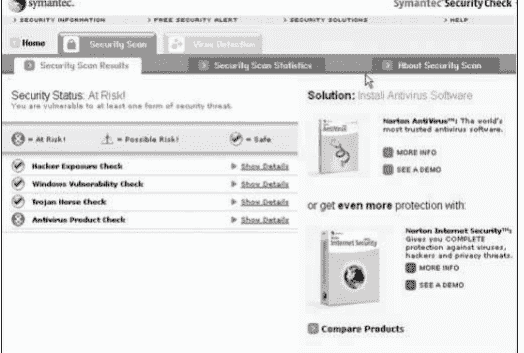 symantec.
Symantec Security Check
> SECURITY INFORMATION > FREE SECURITY ALERT > SECURITY SOLUTIONS > HELP
Home Security Scan Virus Detection
Security Scan Results Security Scan Statistics About Security Scan
Security Status: At Risk!
You are vulnerable to at least one form of security threat.
= At Risk! = Possible Risk! = Safe
Hacker Exposure Check Show Details
Windows Vulnerability Check Show Details
Trojan Horse Check Show Details
Antivirus Product Check Show Details
Solution: Install Antivirus Software
Norton AntiVirus™: The world's
most trusted antivirus software.
MORE INFO
SEE A DEMO
or get even more protection with:
Internet Security
Norton Internet Security™:
Gives you COMPLETE
protection against viruses,
hackers and privacy threats.
MORE INFO
SEE A DEMO
Compare Products